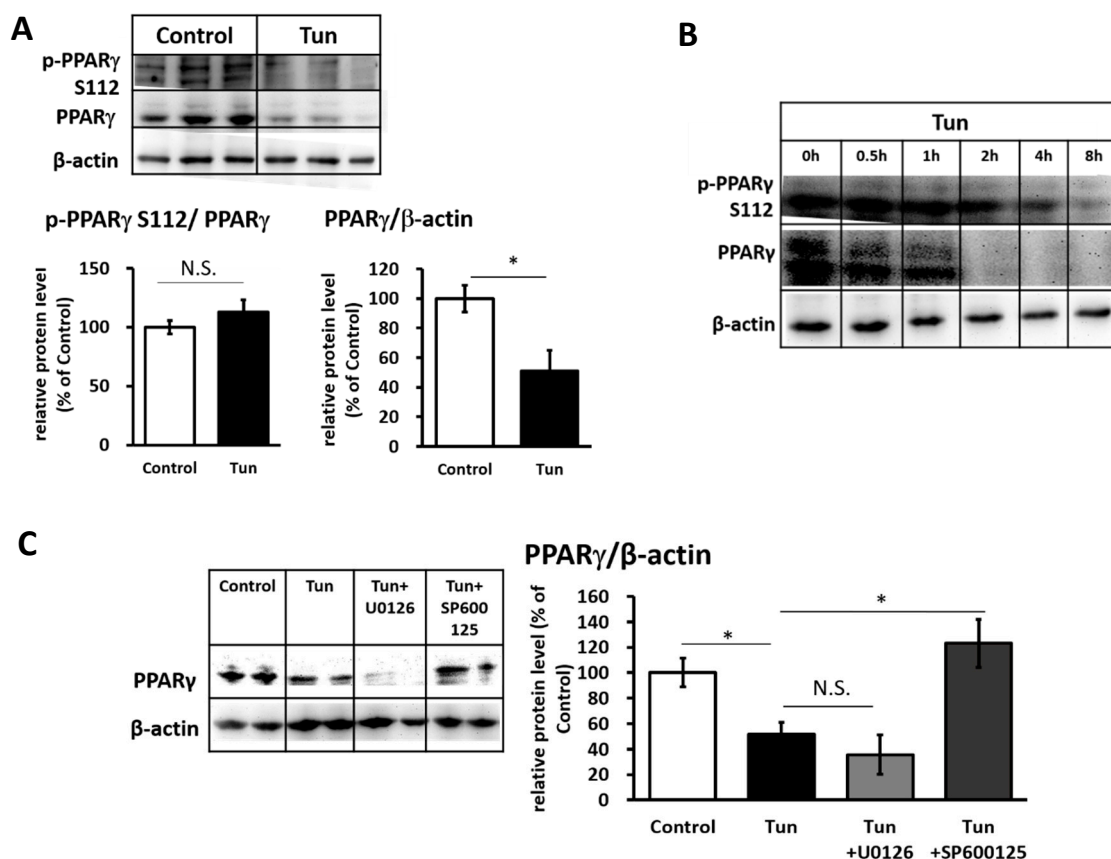 A
Control Tun
p-PPARγ
S112
PPARγ
β-actin
p-PPARγ S112/ PPARγ
relative protein level
(% of Control)
150
100
50
0
N.S.
Control Tun
PPARγ/β-actin
relative protein level
(% of Control)
120
100
80
60
40
20
0
*
Control Tun
B
Tun
0h 0.5h 1h 2h 4h 8h
p-PPARγ
S112
PPARγ
β-actin
C
Control Tun Tun+ Tun+
U0126 SP600
125
PPARγ
β-actin
PPARγ/β-actin
relative protein level (% of
Control)
160
140
120
100
80
60
40
20
0
*
N.S.
*
Control Tun Tun Tun
+U0126 +SP600125